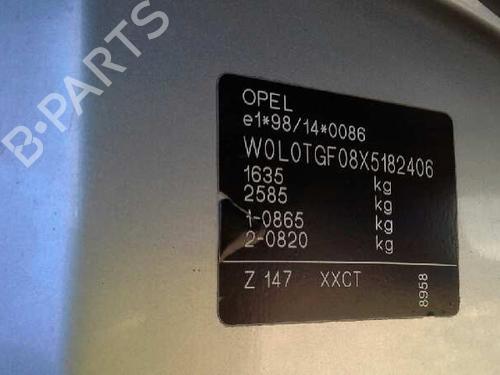 B-PARTS
OPEL
e1*98/14*0086
W0L0TGF08X5182406
1635 kg
2585 kg
1-0865 kg
2-0820 kg
Z 147 XXCT
8958